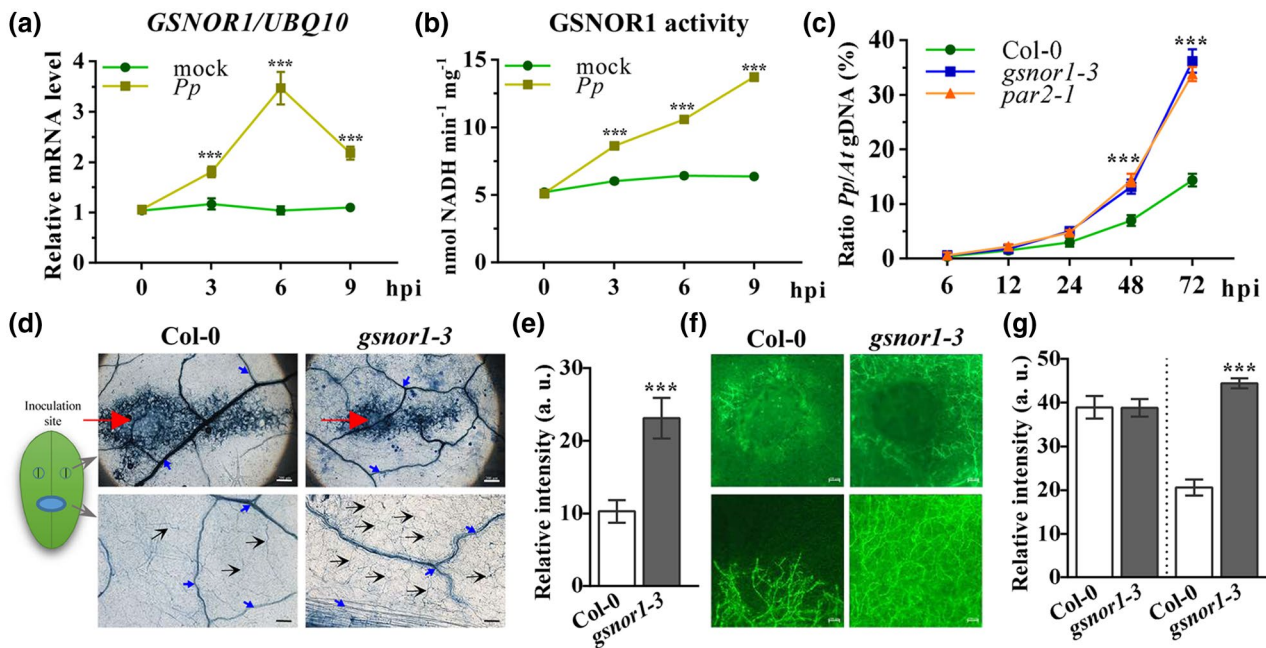 (a)
GSNOR1/UBQ10
Relative mRNA level
5
4
3
2
1
0
mock
Pp
***
***
***
0 3 6 9 hpi
(b)
GSNOR1 activity
nmol NADH min⁻¹ mg⁻¹
15
10
5
0
mock
Pp
***
***
***
0 3 6 9 hpi
(c)
Ratio Pp/At gDNA (%)
40
30
20
10
0
Col-0
gsnor1-3
par2-1
***
***
6 12 24 48 72 hpi
(d)
Col-0 gsnor1-3
Inoculation
site
(e)
Relative intensity (a. u.)
30
20
10
0
***
Col-0
gsnor1-3
(f)
Col-0 gsnor1-3
(g)
Relative intensity (a. u.)
50
40
30
20
10
0
***
Col-0
gsnor1-3
Col-0
gsnor1-3